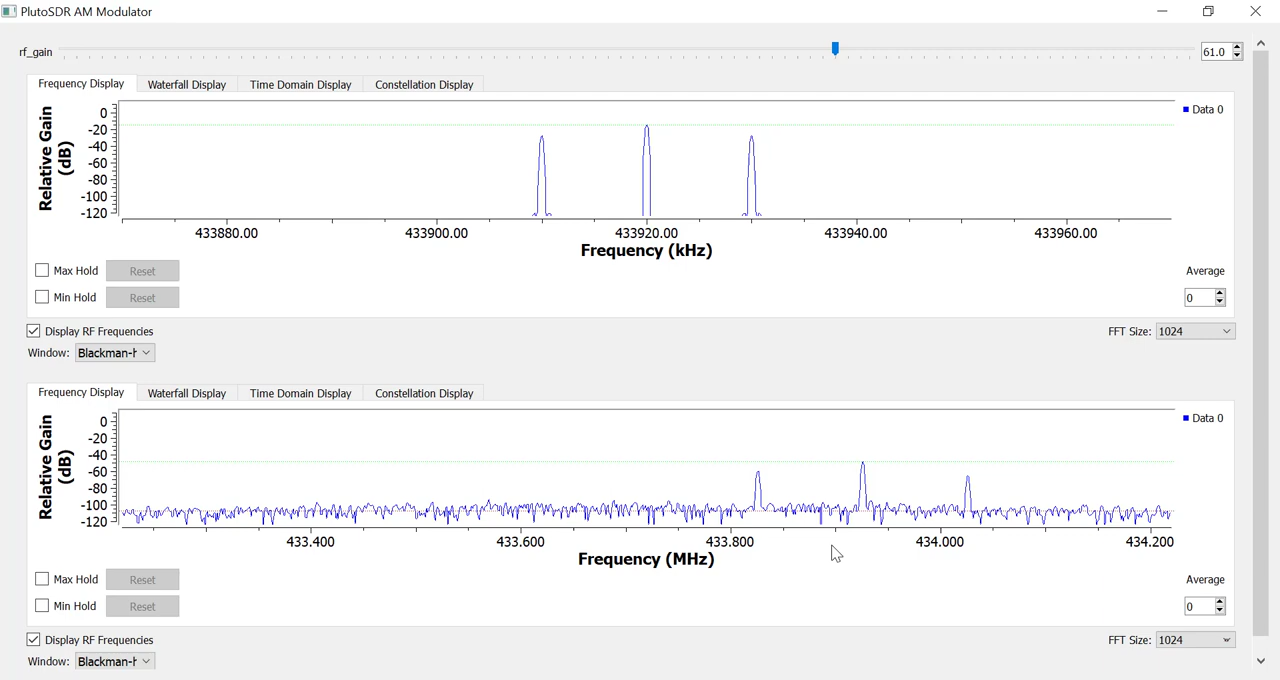 PlutoSDR AM Modulator
rf_gain
61.0
Frequency Display Waterfall Display Time Domain Display Constellation Display
Relative Gain
(dB)
0
-20
-40
-60
-80
-100
-120
Data 0
433880.00 433900.00 433920.00 433940.00 433960.00
Frequency (kHz)
Max Hold Reset
Average
Min Hold Reset
0
Display RF Frequencies
FFT Size: 1024
Window: Blackman-h
Frequency Display Waterfall Display Time Domain Display Constellation Display
Relative Gain
(dB)
0
-20
-40
-60
-80
-100
-120
Data 0
433.400 433.600 433.800 434.000 434.200
Frequency (MHz)
Max Hold Reset
Average
Min Hold Reset
0
Display RF Frequencies
FFT Size: 1024
Window: Blackman-h